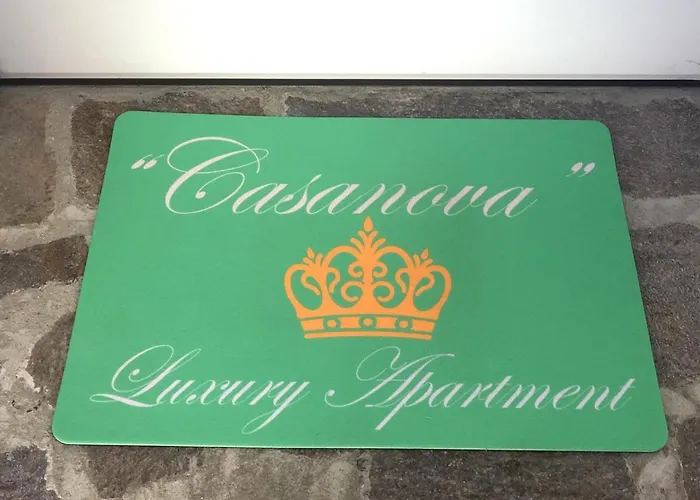 “Casanova ”
Luxury Apartment